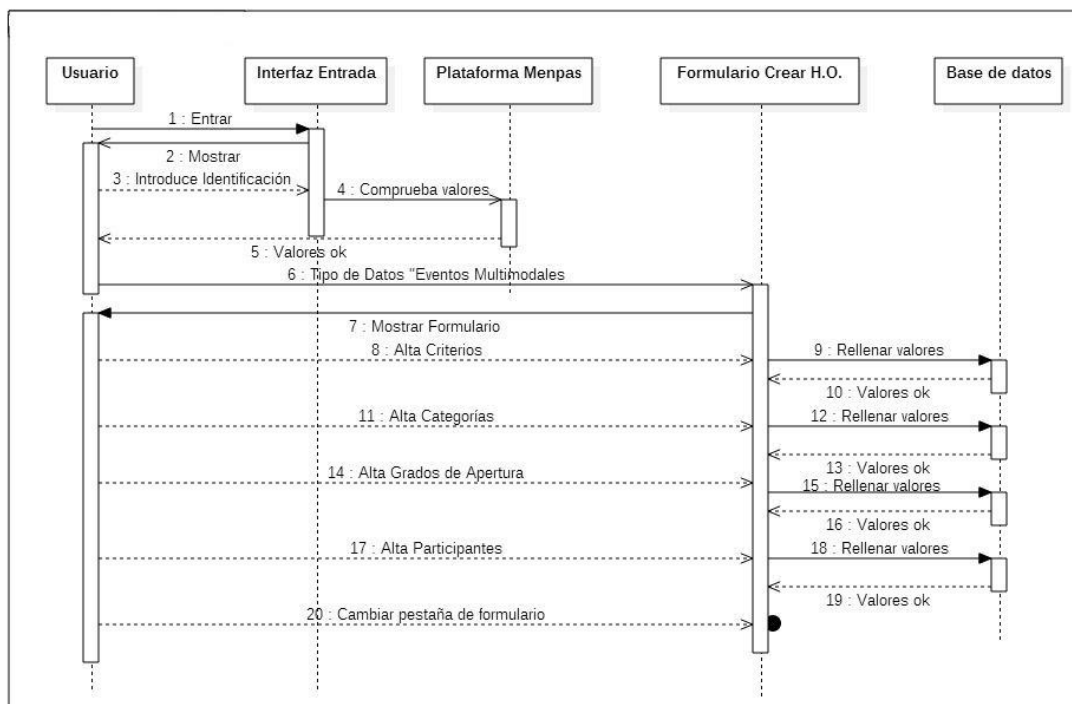 Usuario
Interfaz Entrada
Plataforma Menpas
Formulario Crear H.O.
Base de datos
1 : Entrar
2 : Mostrar
3 : Introduce Identificación
4 : Comprueba valores
5 : Valores ok
6 : Tipo de Datos "Eventos Multimodales
7 : Mostrar Formulario
8 : Alta Criterios
9 : Rellenar valores
10 : Valores ok
11 : Alta Categorías
12 : Rellenar valores
13 : Valores ok
14 : Alta Grados de Apertura
15 : Rellenar valores
16 : Valores ok
17 : Alta Participantes
18 : Rellenar valores
19 : Valores ok
20 : Cambiar pestaña de formulario